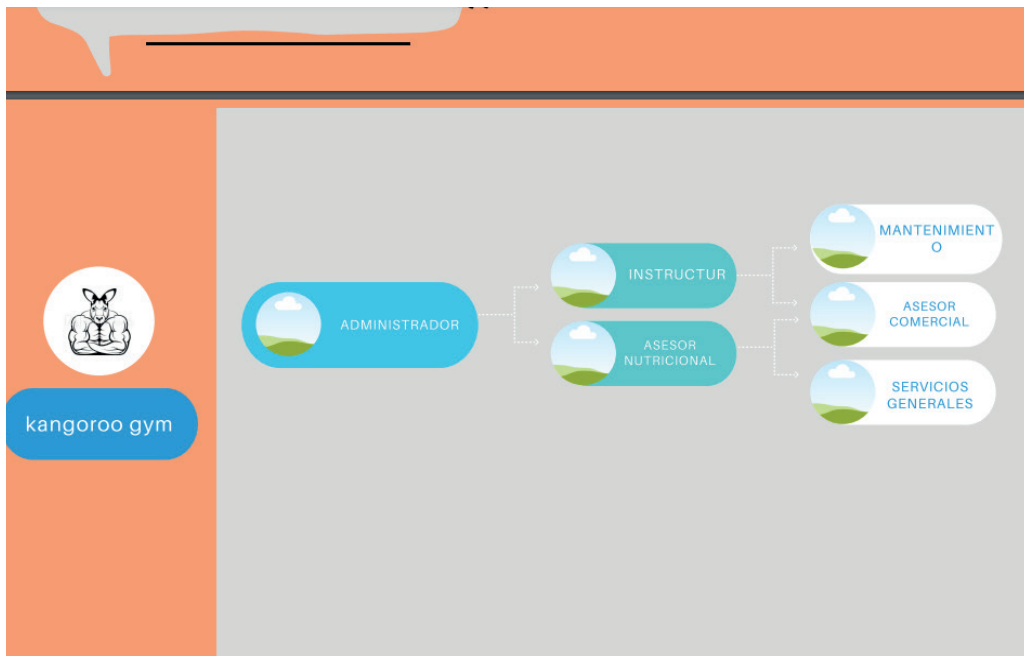 kangoroo gym
ADMINISTRADOR
INSTRUCTUR
ASESOR
NUTRICIONAL
MANTENIMIENT
O
ASESOR
COMERCIAL
SERVICIOS
GENERALES